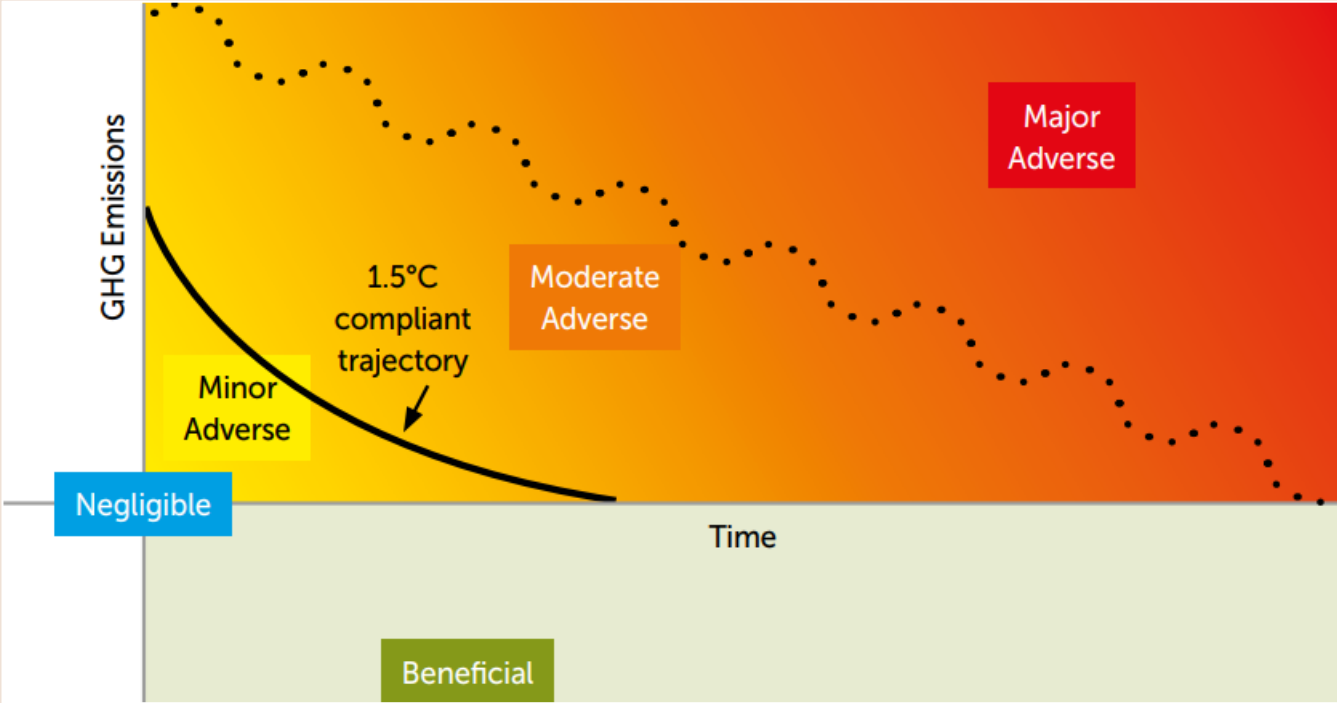 Major
Adverse
GHG Emissions
1.5°C
compliant
trajectory
Moderate
Adverse
Minor
Adverse
Negligible
Time
Beneficial